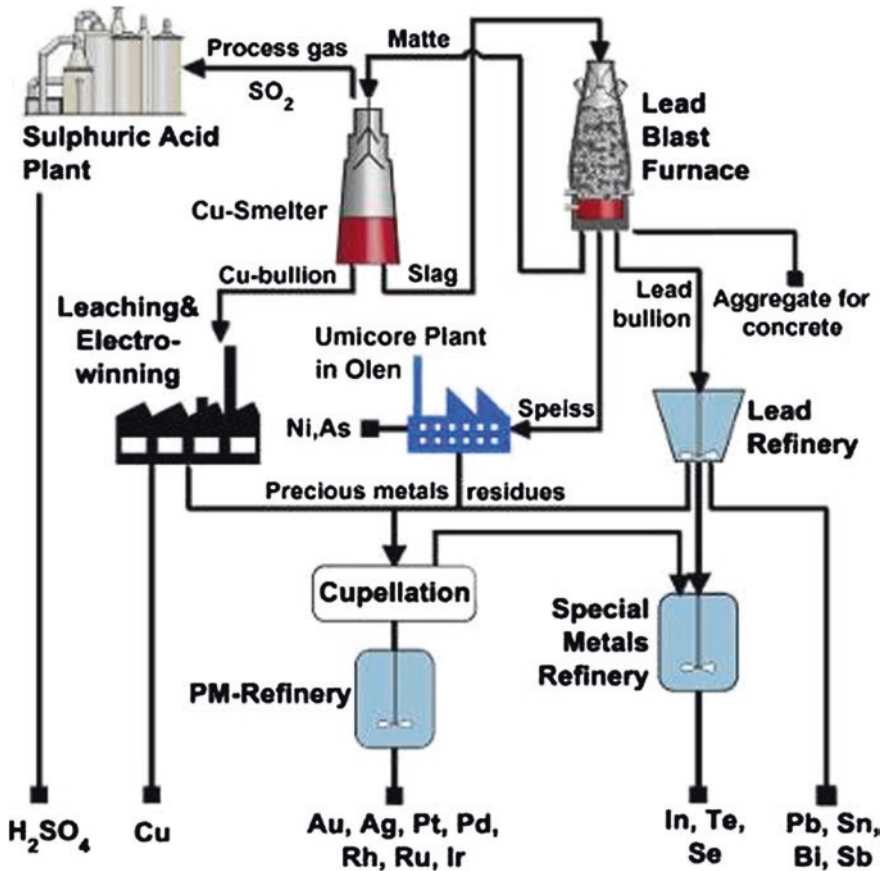 Process gas
SO2
Matte
Sulphuric Acid
Plant
Lead
Blast
Furnace
Cu-Smelter
Cu-bullion
Slag
Lead
bullion
Aggregate for
concrete
Leaching&
Electro-
winning
Umicore Plant
in Olen
Ni,As
Speiss
Lead
Refinery
Precious metals residues
Cupellation
Special
Metals
Refinery
PM-Refinery
H2SO4
Cu
Au, Ag, Pt, Pd,
Rh, Ru, Ir
In, Te,
Se
Pb, Sn,
Bi, Sb